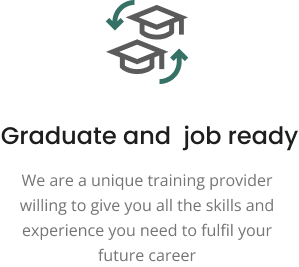 Graduate and  job ready
We are a unique training provider
willing to give you all the skills and
experience you need to fulfil your
future career